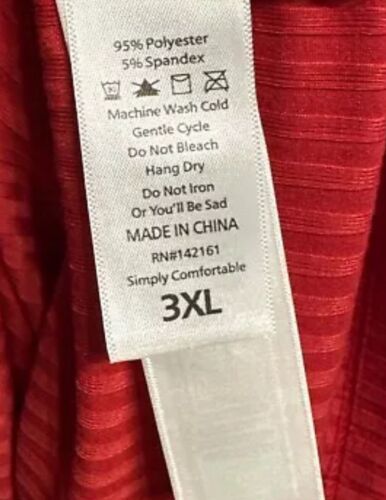 95% Polyester
5% Spandex
Machine Wash Cold
Gentle Cycle
Do Not Bleach
Hang Dry
Do Not Iron
Or You'll Be Sad
MADE IN CHINA
RN#142161
Simply Comfortable
3XL